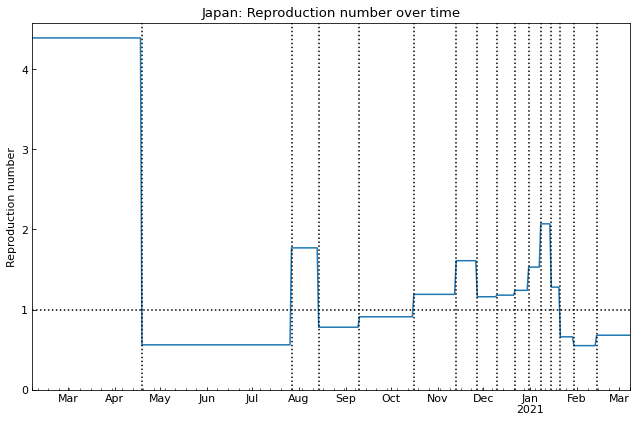 Japan: Reproduction number over time
Reproduction number
4
3
2
1
0
Mar Apr May Jun Jul Aug Sep Oct Nov Dec Jan Feb Mar
2021